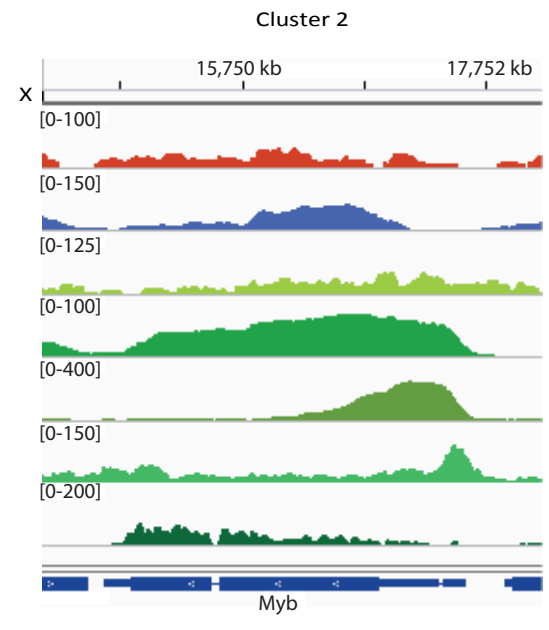 Cluster 2
15,750 kb 17,752 kb
X
[0-100]
[0-150]
[0-125]
[0-100]
[0-400]
[0-150]
[0-200]
Myb